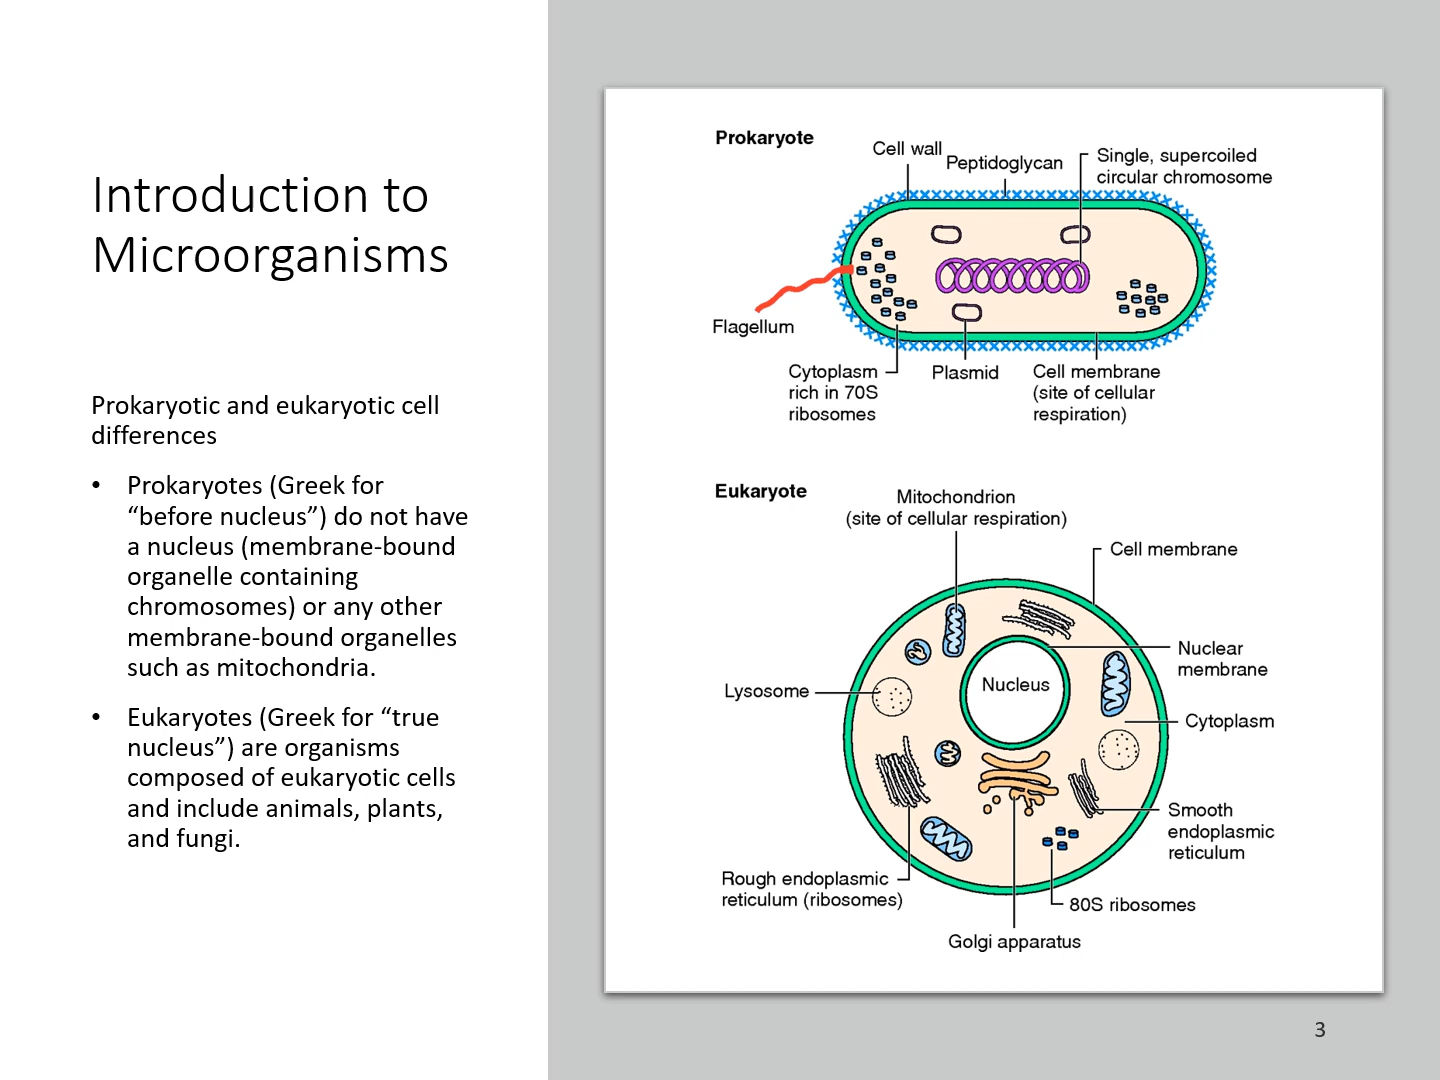 Introduction to
Microorganisms
Prokaryotic and eukaryotic cell
differences
• Prokaryotes (Greek for
“before nucleus”) do not have
a nucleus (membrane-bound
organelle containing
chromosomes) or any other
membrane-bound organelles
such as mitochondria.
• Eukaryotes (Greek for “true
nucleus”) are organisms
composed of eukaryotic cells
and include animals, plants,
and fungi.
Prokaryote
Cell wall
Peptidoglycan
Single, supercoiled
circular chromosome
Flagellum
Cytoplasm
rich in 70S
ribosomes
Plasmid
Cell membrane
(site of cellular
respiration)
Eukaryote
Mitochondrion
(site of cellular respiration)
Cell membrane
Nuclear
membrane
Nucleus
Lysosome
Cytoplasm
Smooth
endoplasmic
reticulum
Rough endoplasmic
reticulum (ribosomes)
80S ribosomes
Golgi apparatus
3